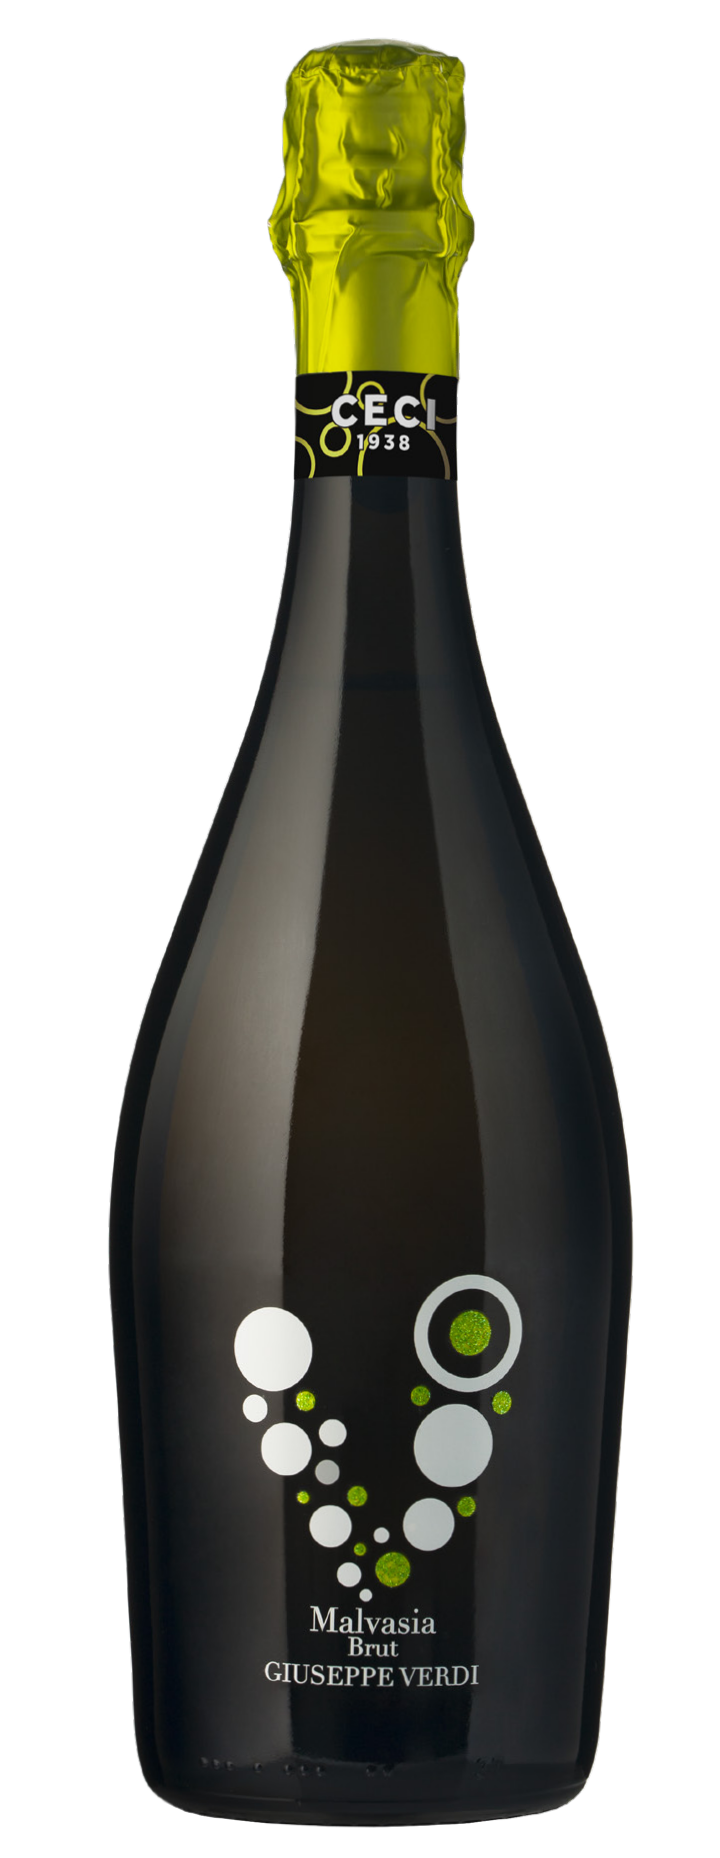 CECI
1938
Malvasia
Brut
GIUSEPPE VERDI